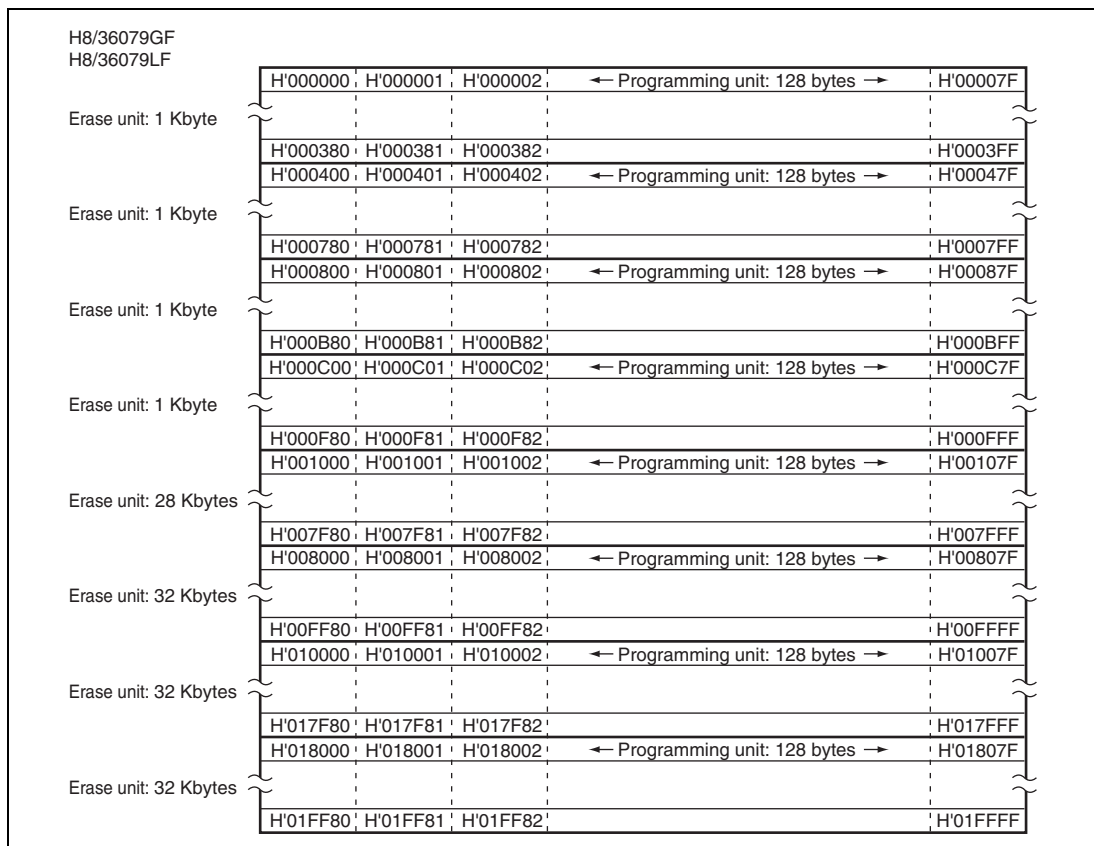 H8/36079GF
H8/36079LF
H'000000 H'000001 H'000002 ← Programming unit: 128 bytes → H'00007F
Erase unit: 1 Kbyte
H'000380 H'000381 H'000382 H'0003FF
H'000400 H'000401 H'000402 ← Programming unit: 128 bytes → H'00047F
Erase unit: 1 Kbyte
H'000780 H'000781 H'000782 H'0007FF
H'000800 H'000801 H'000802 ← Programming unit: 128 bytes → H'00087F
Erase unit: 1 Kbyte
H'000B80 H'000B81 H'000B82 H'000BFF
H'000C00 H'000C01 H'000C02 ← Programming unit: 128 bytes → H'000C7F
Erase unit: 1 Kbyte
H'000F80 H'000F81 H'000F82 H'000FFF
H'001000 H'001001 H'001002 ← Programming unit: 128 bytes → H'00107F
Erase unit: 28 Kbytes
H'007F80 H'007F81 H'007F82 H'007FFF
H'008000 H'008001 H'008002 ← Programming unit: 128 bytes → H'00807F
Erase unit: 32 Kbytes
H'00FF80 H'00FF81 H'00FF82 H'00FFFF
H'010000 H'010001 H'010002 ← Programming unit: 128 bytes → H'01007F
Erase unit: 32 Kbytes
H'017F80 H'017F81 H'017F82 H'017FFF
H'018000 H'018001 H'018002 ← Programming unit: 128 bytes → H'01807F
Erase unit: 32 Kbytes
H'01FF80 H'01FF81 H'01FF82 H'01FFFF